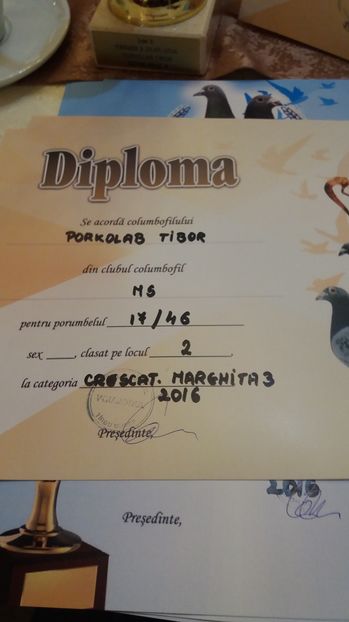 Diploma
Se acordă columbofilului
PORKOLAB TIBOR
din clubul columbofil
MS
pentru porumbelul 17/46
sex ____, clasat pe locul 2,
la categoria CRESCAT. MARGHITA 3
2016
Președinte,
2016
Președinte,